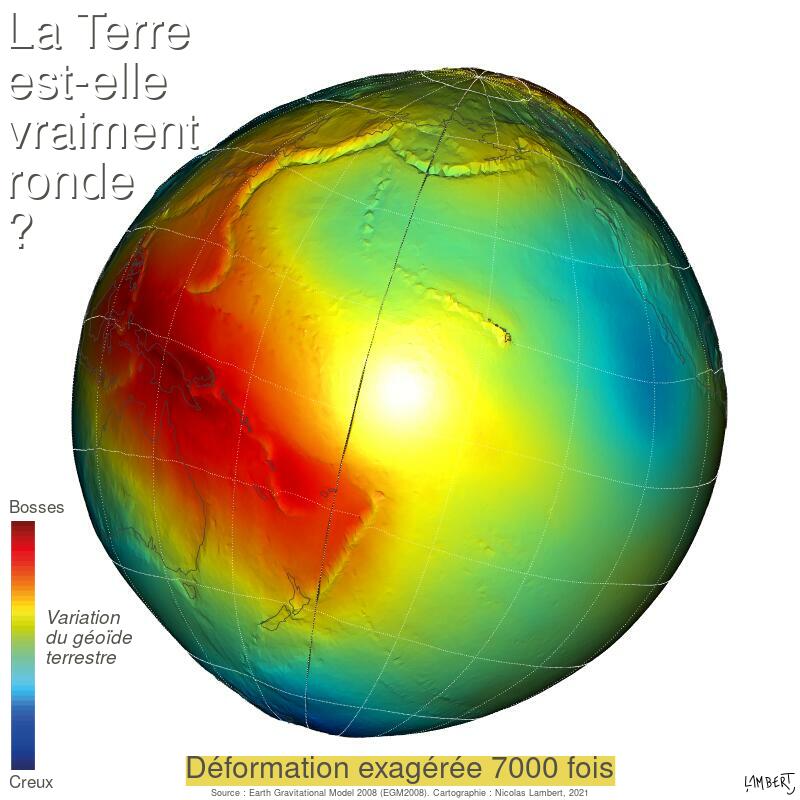 La Terre
est-elle
vraiment
ronde
?
Bosses
Variation
du géoïde
terrestre
Creux
Déformation exagérée 7000 fois
Source : Earth Gravitational Model 2008 (EGM2008). Cartographie : Nicolas Lambert, 2021
LAMBERT